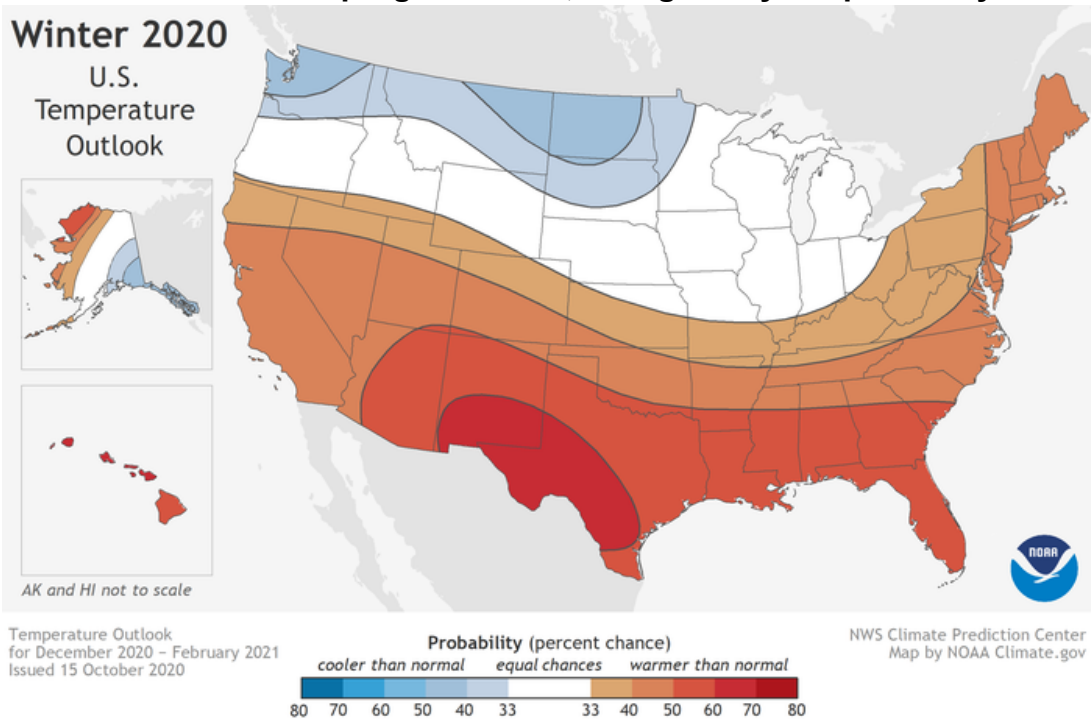 Winter 2020
U.S.
Temperature
Outlook
AK and HI not to scale
NOAA
Temperature Outlook
for December 2020 – February 2021
Issued 15 October 2020
Probability (percent chance)
cooler than normal equal chances warmer than normal
80 70 60 50 40 33 33 40 50 60 70 80
NWS Climate Prediction Center
Map by NOAA Climate.gov